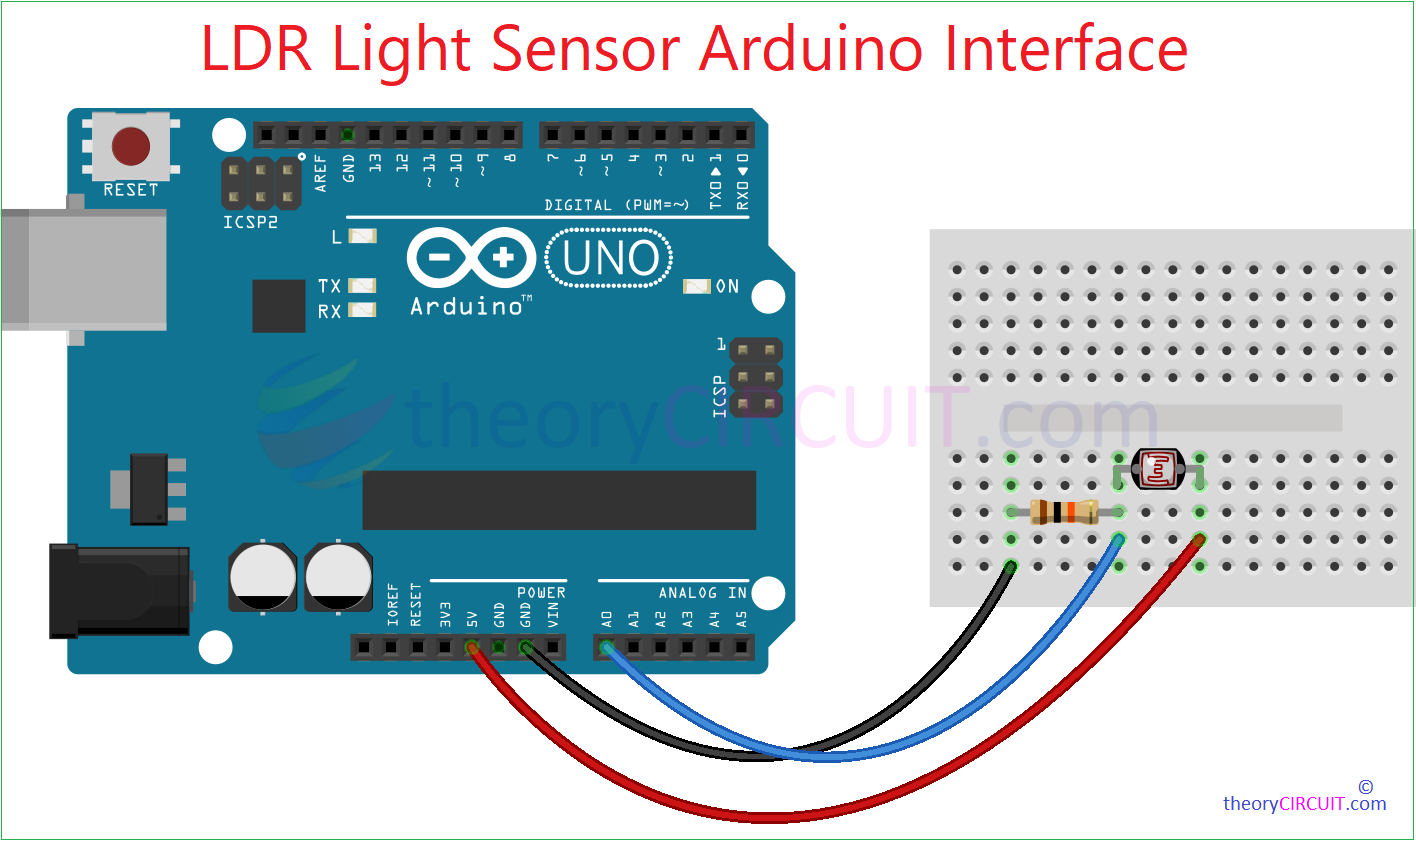 LDR Light Sensor Arduino Interface
RESET
ICSP2
AREF
GND
13
12
~11
~10
~9
8
7
~6
~5
4
~3
2
TX0▶1
RX0◀0
DIGITAL (PWM=~)
L
TX
RX
UNO
Arduino™
ON
1
ICSP
theoryCIRCUIT.com
IOREF
RESET
3V3
5V
GND
GND
VIN
POWER
A0
A1
A2
A3
A4
A5
ANALOG IN
©
theoryCIRCUIT.com